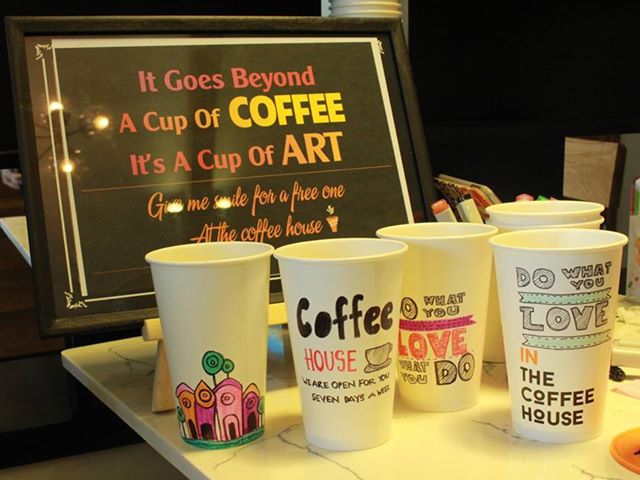 It Goes Beyond
A Cup Of COFFEE
It's A Cup Of ART
Give me smile for a free one
At the coffee house
Coffee
HOUSE
WE ARE OPEN FOR YOU
SEVEN DAYS A WEEK
DO WHAT
YOU
LOVE
WHAT
YOU DO
DO WHAT
YOU
LOVE
IN
THE
COFFEE
HOUSE